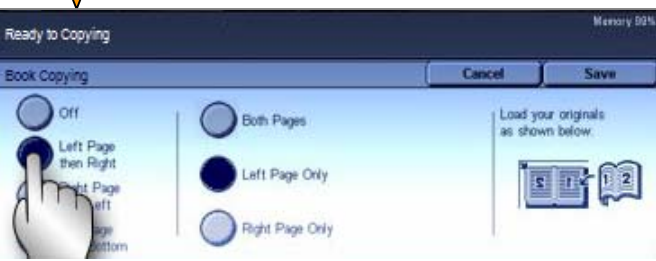 Ready to Copying
Memory 99%
Book Copying
Cancel
Save
Off
Left Page
then Right
Page
Both Pages
Left Page Only
Right Page Only
Load your originals
as shown below.
1 2